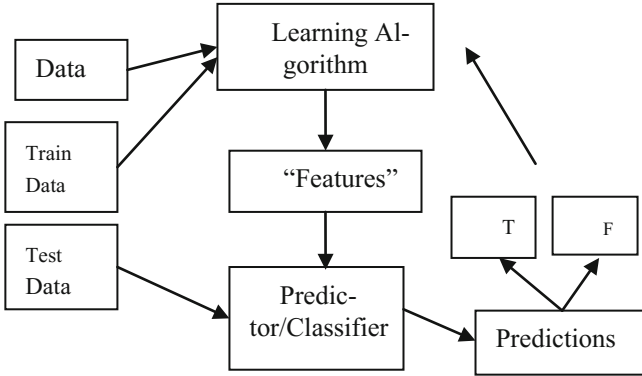 Learning Al-
gorithm
Data
Train
Data
“Features”
T
F
Test
Data
Predic-
tor/Classifier
Predictions